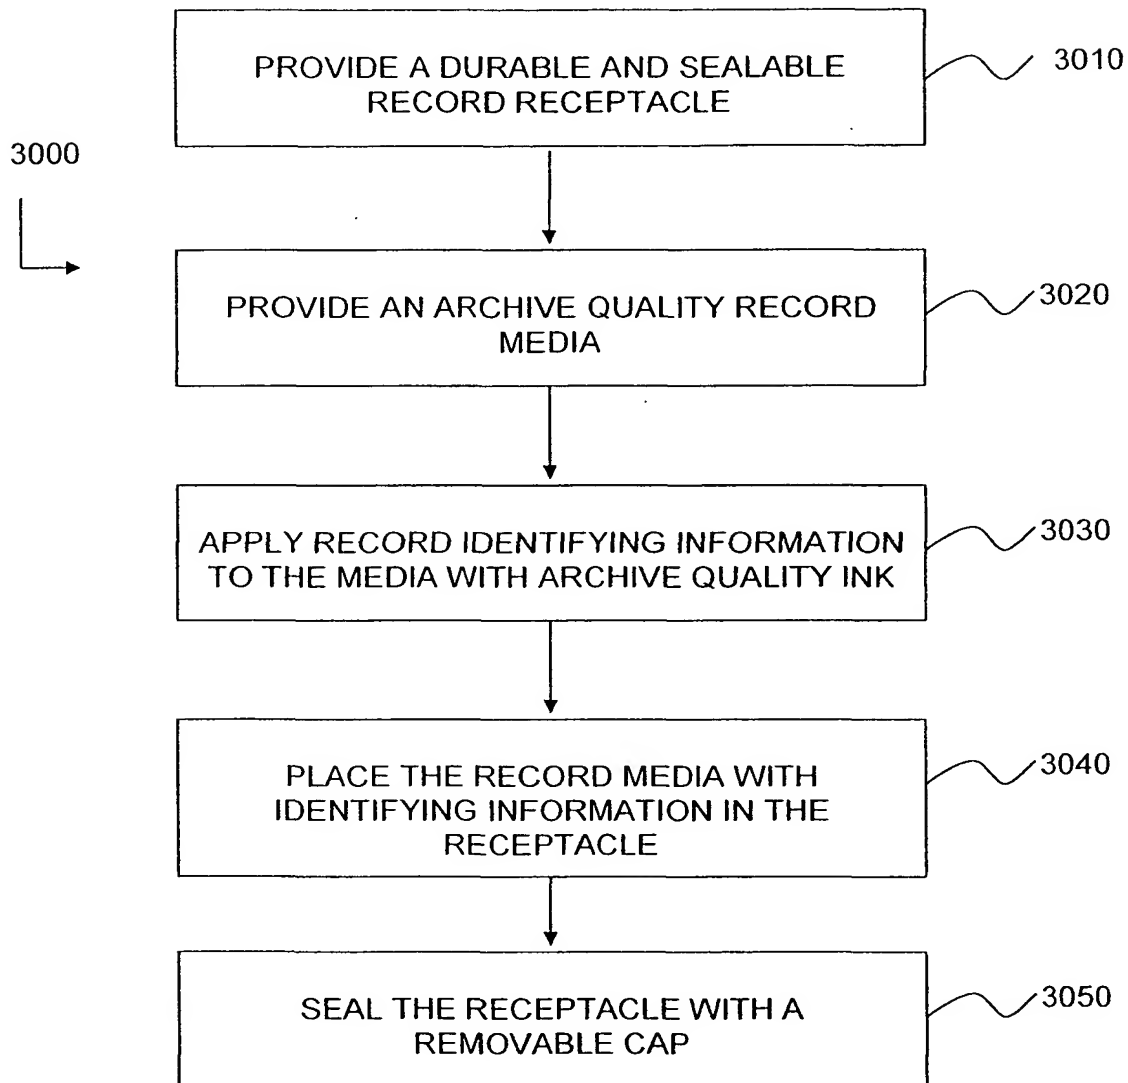 PROVIDE A DURABLE AND SEALABLE
RECORD RECEPTACLE
3010
3000
PROVIDE AN ARCHIVE QUALITY RECORD
MEDIA
3020
APPLY RECORD IDENTIFYING INFORMATION
TO THE MEDIA WITH ARCHIVE QUALITY INK
3030
PLACE THE RECORD MEDIA WITH
IDENTIFYING INFORMATION IN THE
RECEPTACLE
3040
SEAL THE RECEPTACLE WITH A
REMOVABLE CAP
3050